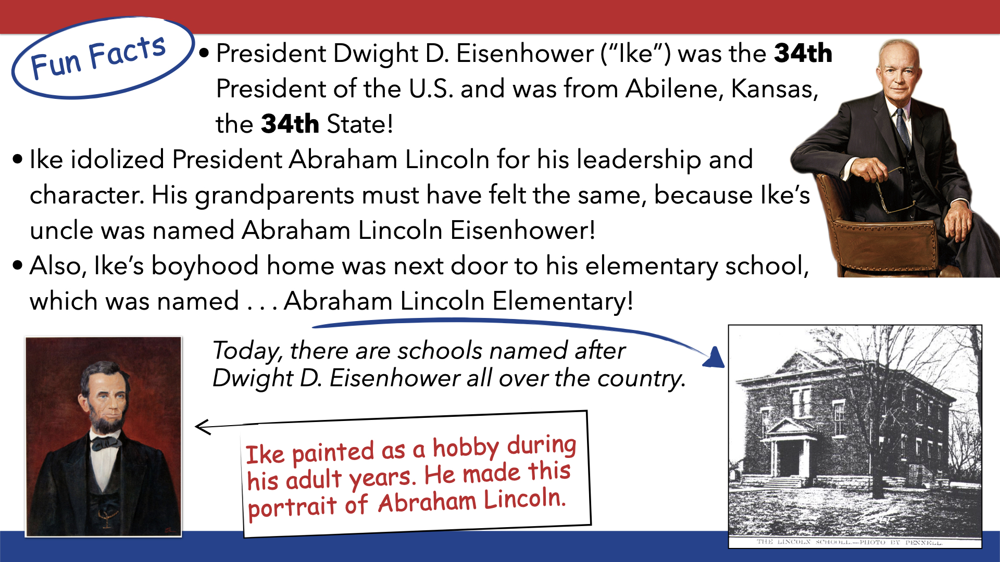 Fun Facts
• President Dwight D. Eisenhower (“Ike”) was the 34th
President of the U.S. and was from Abilene, Kansas,
the 34th State!
• Ike idolized President Abraham Lincoln for his leadership and
character. His grandparents must have felt the same, because Ike’s
uncle was named Abraham Lincoln Eisenhower!
• Also, Ike’s boyhood home was next door to his elementary school,
which was named . . . Abraham Lincoln Elementary!
Today, there are schools named after
Dwight D. Eisenhower all over the country.
Ike painted as a hobby during
his adult years. He made this
portrait of Abraham Lincoln.
THE LINCOLN SCHOOLL.—PHOTO BY PENNELL.